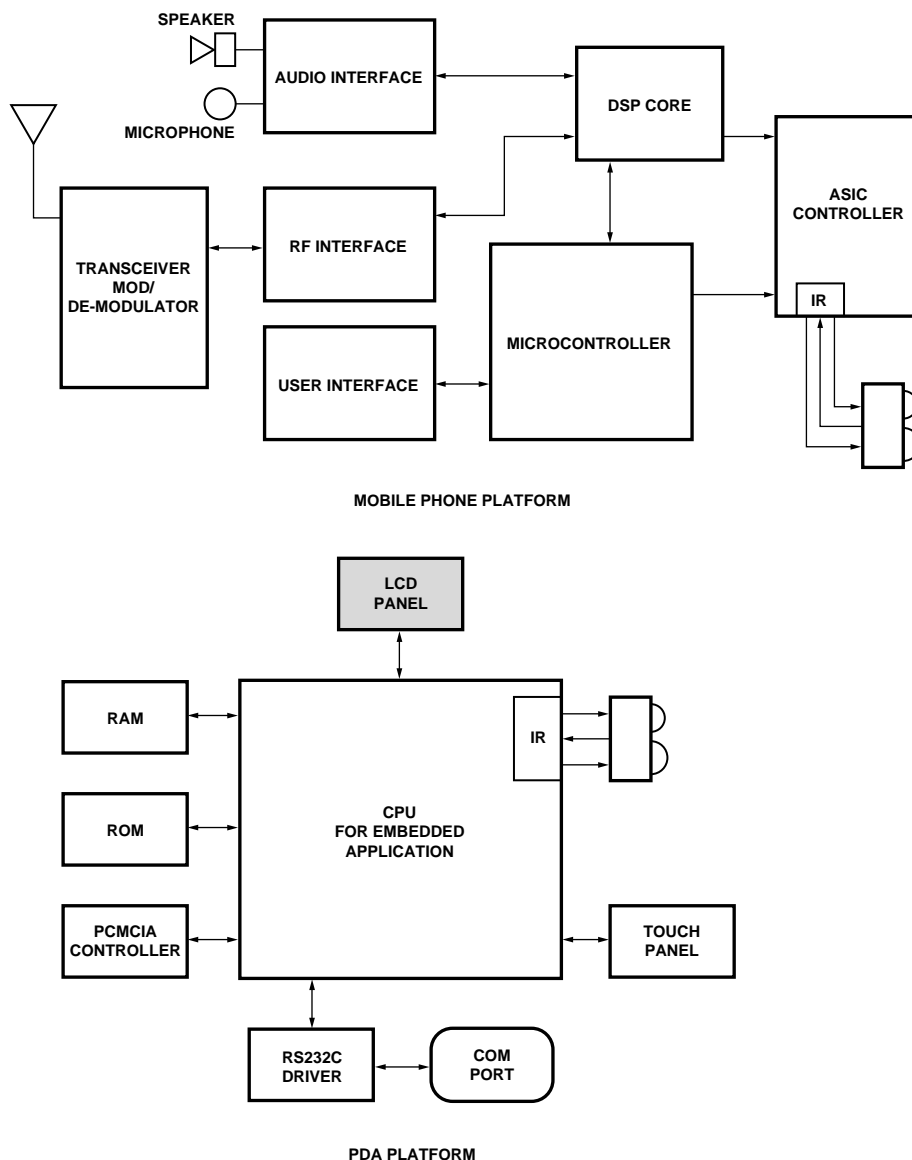 SPEAKER
AUDIO INTERFACE
DSP CORE
MICROPHONE
ASIC
CONTROLLER
RF INTERFACE
TRANSCEIVER
MOD/
DE-MODULATOR
IR
MICROCONTROLLER
USER INTERFACE
MOBILE PHONE PLATFORM
LCD
PANEL
RAM
IR
CPU
FOR EMBEDDED
APPLICATION
ROM
PCMCIA
CONTROLLER
TOUCH
PANEL
RS232C
DRIVER
COM
PORT
PDA PLATFORM